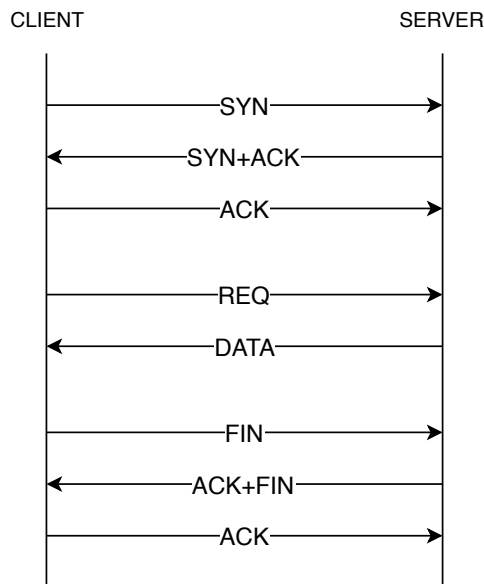 CLIENT SERVER
SYN
SYN+ACK
ACK
REQ
DATA
FIN
ACK+FIN
ACK